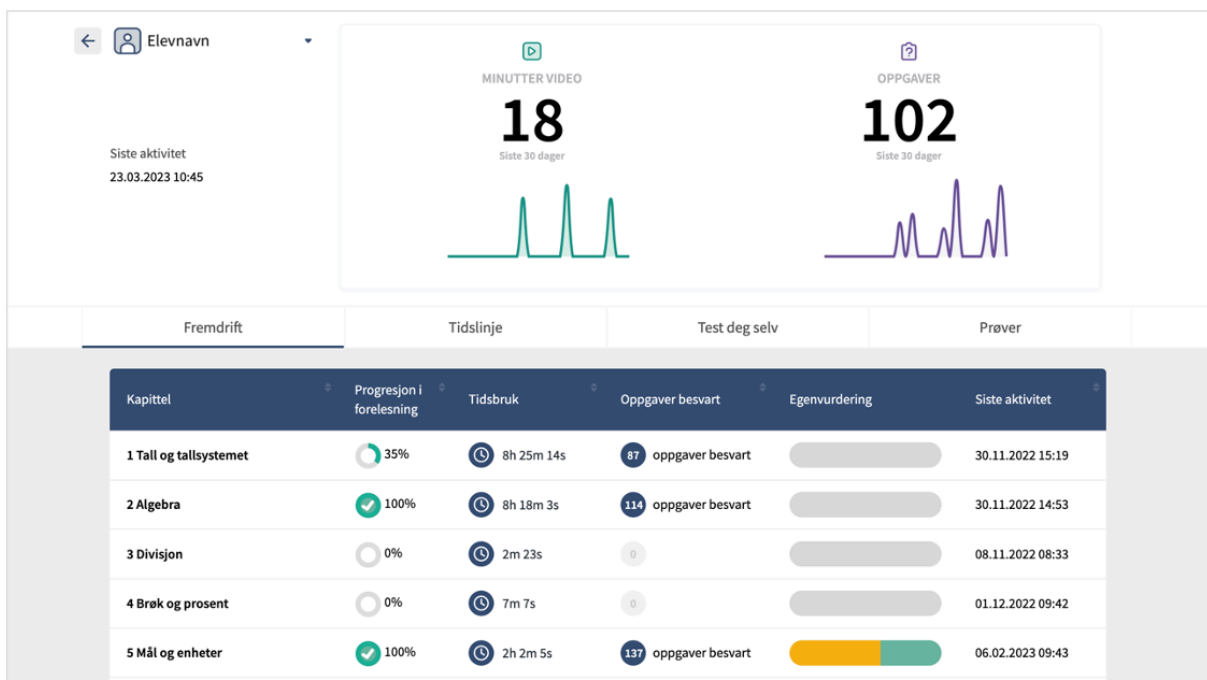 Elevnavn
MINUTTER VIDEO
18
Siste 30 dager
OPPGAVER
102
Siste 30 dager
Siste aktivitet
23.03.2023 10:45
Fremdrift Tidslinje Test deg selv Prøver
Kapittel Progresjon i forelesning Tidsbruk Oppgaver besvart Egenvurdering Siste aktivitet
1 Tall og tallsystemet 35% 8h 25m 14s 87 oppgaver besvart 30.11.2022 15:19
2 Algebra 100% 8h 18m 3s 114 oppgaver besvart 30.11.2022 14:53
3 Divisjon 0% 2m 23s 0 08.11.2022 08:33
4 Brøk og prosent 0% 7m 7s 0 01.12.2022 09:42
5 Mål og enheter 100% 2h 2m 5s 137 oppgaver besvart 06.02.2023 09:43